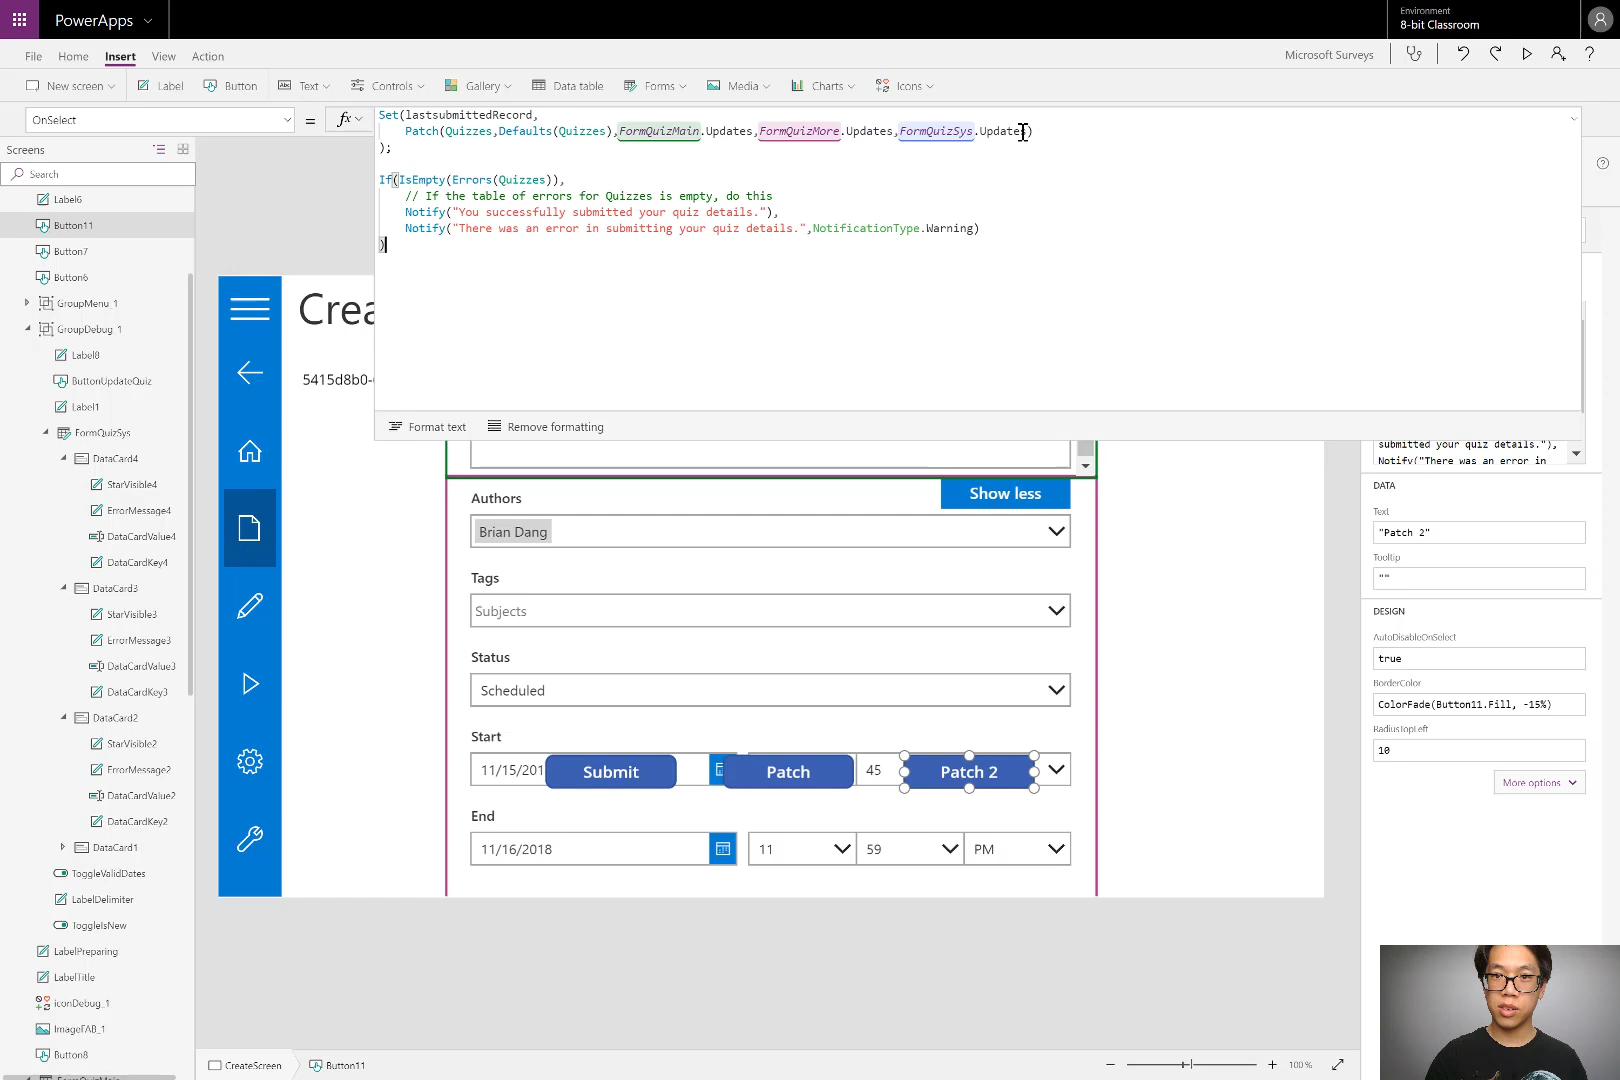 PowerApps
Environment
8-bit Classroom
File Home Insert View Action
Microsoft Surveys
New screen Label Button Text Controls Gallery Data table Forms Media Charts Icons
OnSelect
= fx
Set(lastsubmittedRecord,
Patch(Quizzes,Defaults(Quizzes),FormQuizMain.Updates,FormQuizMore.Updates,FormQuizSys.Updates)
);
If(IsEmpty(Errors(Quizzes)),
// If the table of errors for Quizzes is empty, do this
Notify("You successfully submitted your quiz details."),
Notify("There was an error in submitting your quiz details.",NotificationType.Warning)
)
Format text Remove formatting
Screens
Search
Label6
Button11
Button7
Button6
GroupMenu_1
GroupDebug_1
Label8
ButtonUpdateQuiz
Label1
FormQuizSys
DataCard4
StarVisible4
ErrorMessage4
DataCardValue4
DataCardKey4
DataCard3
StarVisible3
ErrorMessage3
DataCardValue3
DataCardKey3
DataCard2
StarVisible2
ErrorMessage2
DataCardValue2
DataCardKey2
DataCard1
ToggleValidDates
LabelDelimiter
ToggleIsNew
LabelPreparing
LabelTitle
iconDebug_1
ImageFAB_1
Button8
Crea
5415d8b0-
Authors
Show less
Brian Dang
Tags
Subjects
Status
Scheduled
Start
11/15/201 Submit Patch 45 Patch 2
End
11/16/2018 11 59 PM
submitted your quiz details."),
Notify("There was an error in
DATA
Text
"Patch 2"
Tooltip
""
DESIGN
AutoDisableOnSelect
true
BorderColor
ColorFade(Button11.Fill, -15%)
RadiusTopLeft
10
More options
CreateScreen Button11
100 %